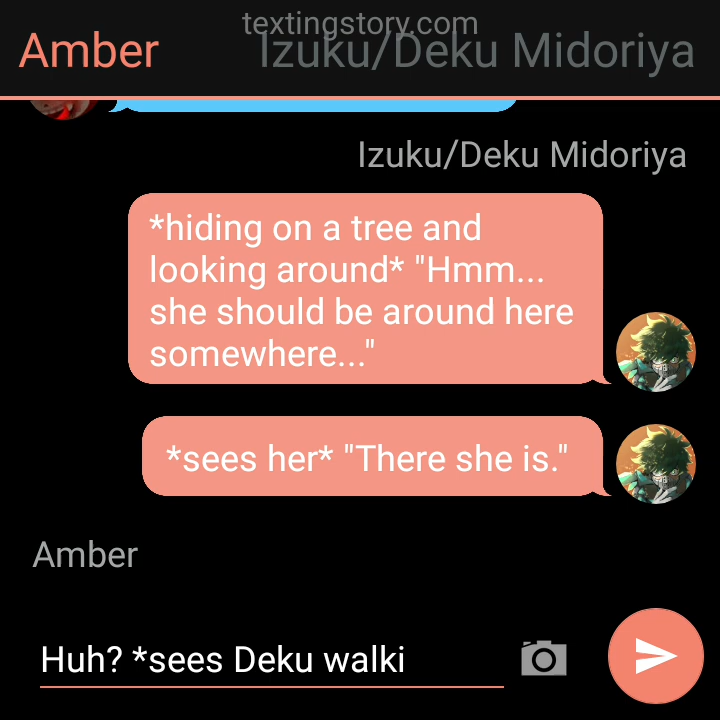 textingstory.com
Amber
Izuku/Deku Midoriya
Izuku/Deku Midoriya
*hiding on a tree and
looking around* "Hmm...
she should be around here
somewhere..."
*sees her* "There she is."
Amber
Huh? *sees Deku walki